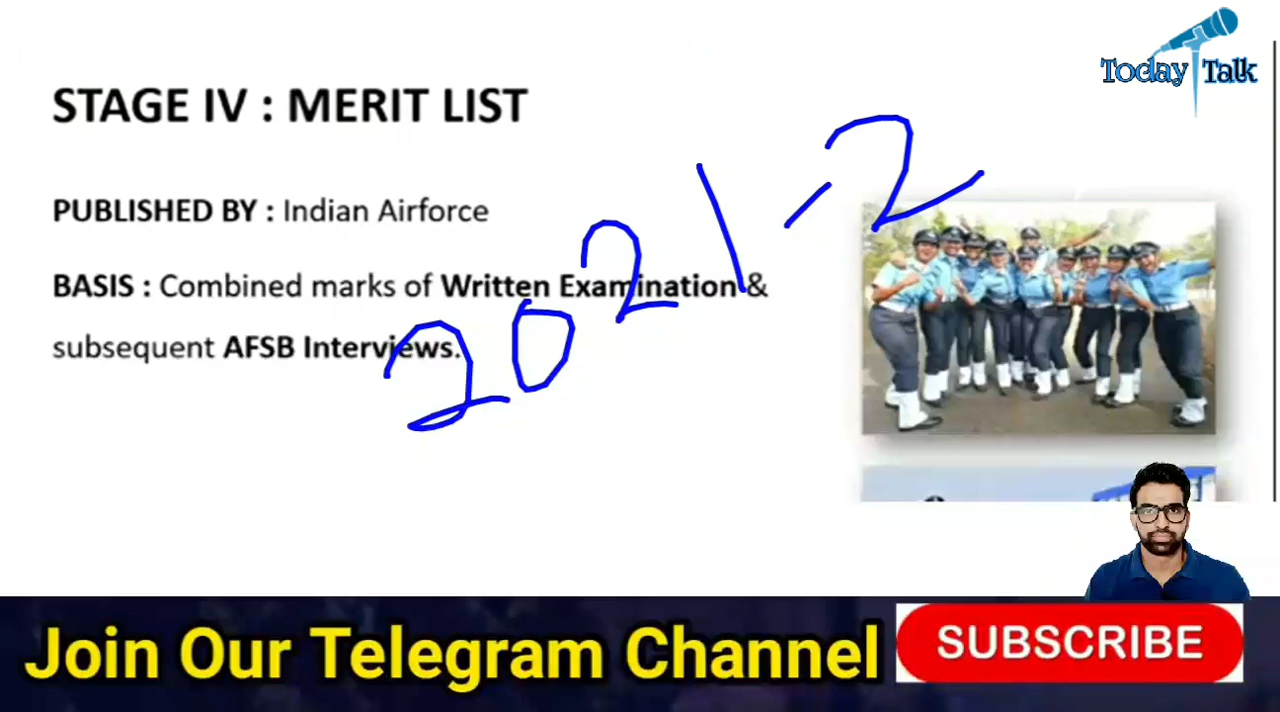 Today Talk
STAGE IV : MERIT LIST
PUBLISHED BY : Indian Airforce
BASIS : Combined marks of Written Examination &
subsequent AFSB Interviews.
2021-2
Join Our Telegram Channel
SUBSCRIBE